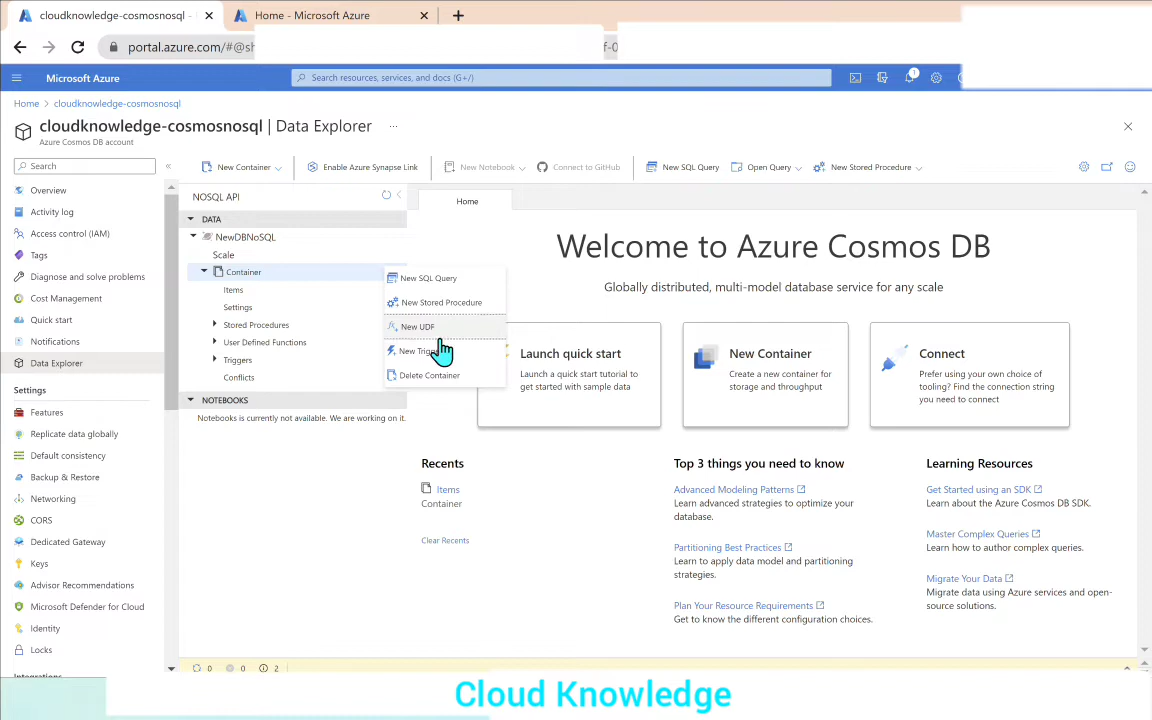 cloudknowledge-cosmosnosql -
Home - Microsoft Azure
portal.azure.com/#@sh
f-0
Microsoft Azure
Search resources, services, and docs (G+/)
1
Home > cloudknowledge-cosmosnosql
cloudknowledge-cosmosnosql | Data Explorer ...
Azure Cosmos DB account
Search
New Container
Enable Azure Synapse Link
New Notebook
Connect to GitHub
New SQL Query
Open Query
New Stored Procedure
Overview
Activity log
Access control (IAM)
Tags
Diagnose and solve problems
Cost Management
Quick start
Notifications
Data Explorer
Settings
Features
Replicate data globally
Default consistency
Backup & Restore
Networking
CORS
Dedicated Gateway
Keys
Advisor Recommendations
Microsoft Defender for Cloud
Identity
Locks
Integrations
NOSQL API
DATA
NewDBNoSQL
Scale
Container
Items
Settings
Stored Procedures
User Defined Functions
Triggers
Conflicts
NOTEBOOKS
Notebooks is currently not available. We are working on it.
New SQL Query
New Stored Procedure
New UDF
New
Delete Container
Home
Welcome to Azure Cosmos DB
Globally distributed, multi-model database service for any scale
Launch quick start
Launch a quick start tutorial to
get started with sample data
New Container
Create a new container for
storage and throughput
Connect
Prefer using your own choice of
tooling? Find the connection string
you need to connect
Recents
Items
Container
Clear Recents
Top 3 things you need to know
Advanced Modeling Patterns
Learn advanced strategies to optimize your
database.
Partitioning Best Practices
Learn to apply data model and partitioning
strategies.
Plan Your Resource Requirements
Get to know the different configuration choices.
Learning Resources
Get Started using an SDK
Learn about the Azure Cosmos DB SDK.
Master Complex Queries
Learn how to author complex queries.
Migrate Your Data
Migrate data using Azure services and open-
source solutions.
0 0 2
Cloud Knowledge